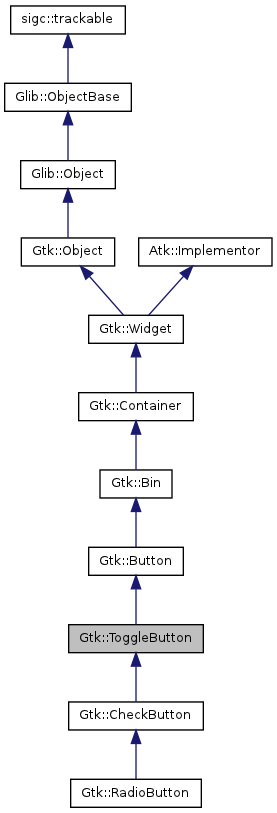 sigc::trackable
Glib::ObjectBase
Glib::Object
Gtk::Object
Atk::Implementor
Gtk::Widget
Gtk::Container
Gtk::Bin
Gtk::Button
Gtk::ToggleButton
Gtk::CheckButton
Gtk::RadioButton